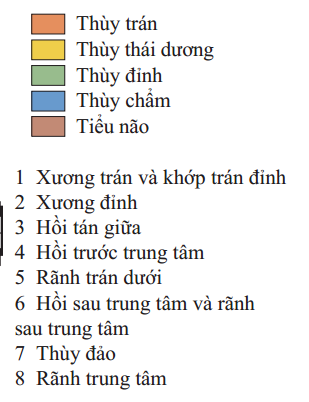 Thùy trán
Thùy thái dương
Thùy đỉnh
Thùy chẩm
Tiểu não
1 Xương trán và khớp trán đỉnh
2 Xương đỉnh
3 Hồi tán giữa
4 Hồi trước trung tâm
5 Rãnh trán dưới
6 Hồi sau trung tâm và rãnh
sau trung tâm
7 Thùy đảo
8 Rãnh trung tâm